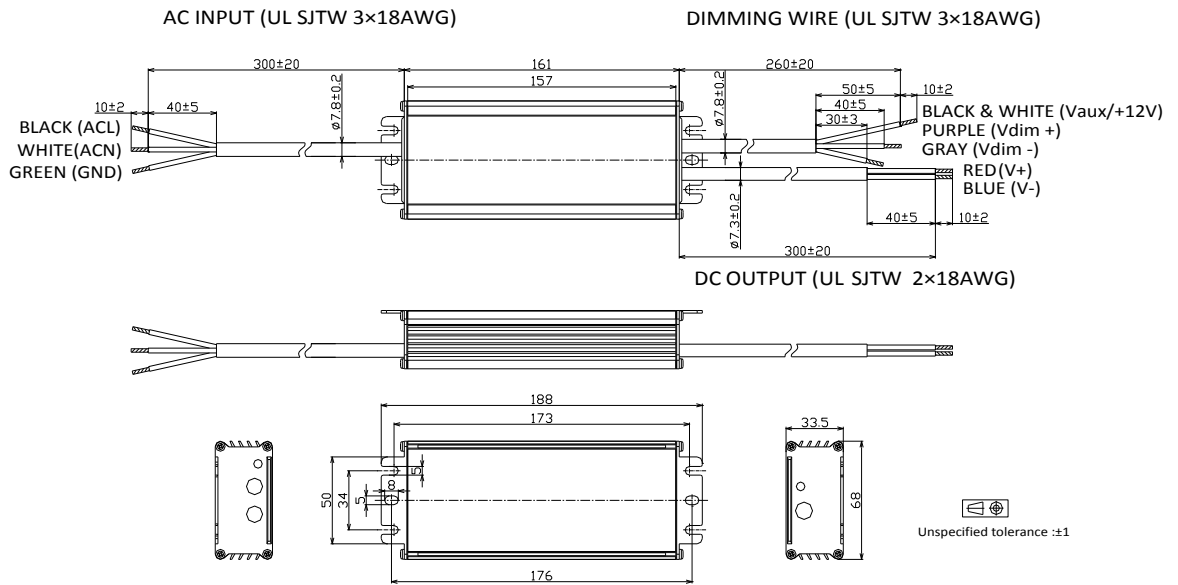 AC INPUT (UL SJTW 3×18AWG)
DIMMING WIRE (UL SJTW 3×18AWG)
300±20
161
260±20
157
50±5
10±2
10±2
40±5
40±5
30±3
ø7.8±0.2
ø7.8±0.2
BLACK (ACL)
WHITE(ACN)
GREEN (GND)
BLACK & WHITE (Vaux/+12V)
PURPLE (Vdim +)
GRAY (Vdim -)
RED(V+)
BLUE (V-)
ø7.3±0.2
40±5
10±2
300±20
DC OUTPUT (UL SJTW 2×18AWG)
188
173
33.5
50
34
5
8
5
68
176
Unspecified tolerance :±1